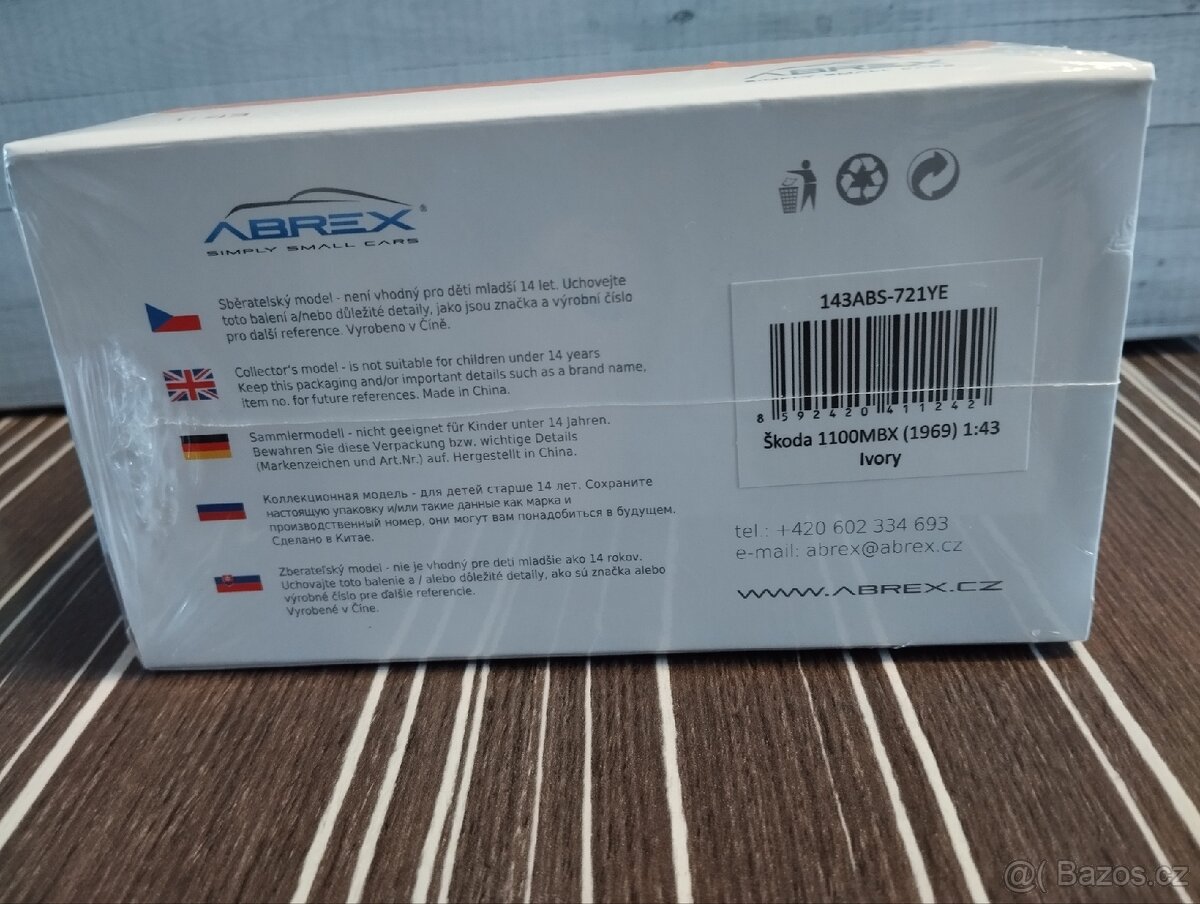 1:43
ABREX
SIMPLY SMALL CARS
ABREX®
SIMPLY SMALL CARS
Sběratelský model - není vhodný pro děti mladší 14 let. Uchovejte
toto balení a/nebo důležité detaily, jako jsou značka a výrobní číslo
pro další reference. Vyrobeno v Číně.
Collector's model - is not suitable for children under 14 years
Keep this packaging and/or important details such as a brand name,
item no. for future references. Made in China.
Sammlermodell - nicht geeignet für Kinder unter 14 Jahren.
Bewahren Sie diese Verpackung bzw. wichtige Details
(Markenzeichen und Art.Nr.) auf. Hergestellt in China.
Коллекционная модель - для детей старше 14 лет. Сохраните
настоящую упаковку и/или такие данные как марка и
производственный номер, они могут вам понадобиться в будущем.
Сделано в Китае.
Zberateľský model - nie je vhodný pre deti mladšie ako 14 rokov.
Uchovajte toto balenie a / alebo dôležité detaily, ako sú značka alebo
výrobné číslo pre ďalšie referencie.
Vyrobené v Číne.
143ABS-721YE
8 592420 411242
Škoda 1100MBX (1969) 1:43
Ivory
tel.: +420 602 334 693
e-mail: abrex@abrex.cz
WWW.ABREX.CZ
@( Bazos.cz